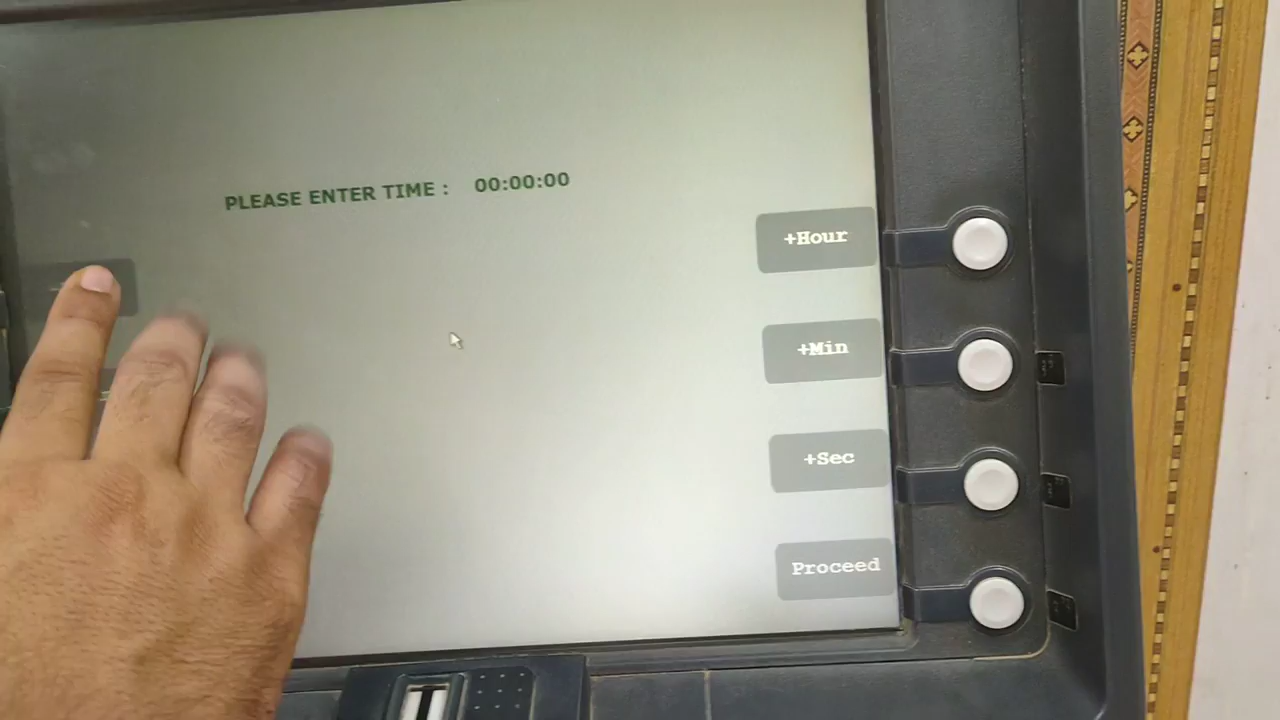 PLEASE ENTER TIME : 00:00:00
+Hour
+Min
+Sec
Proceed